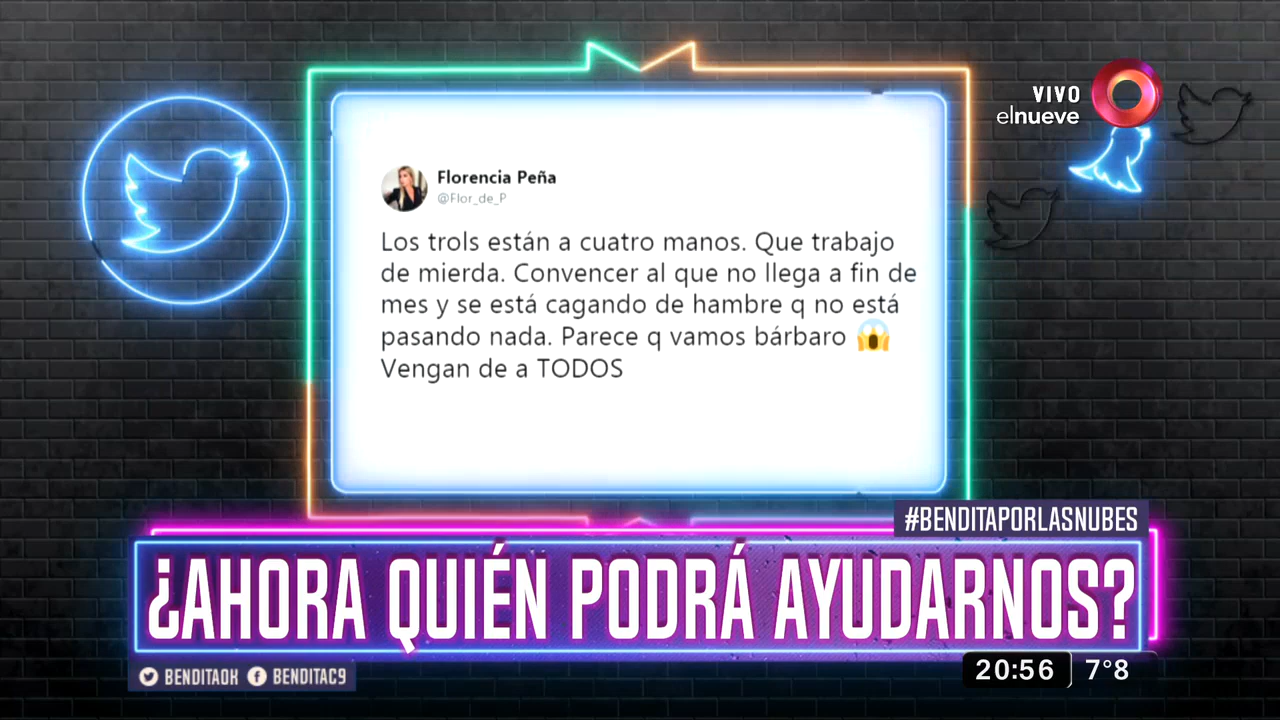 VIVO
elnueve
Florencia Peña
@Flor_de_P
Los trols están a cuatro manos. Que trabajo
de mierda. Convencer al que no llega a fin de
mes y se está cagando de hambre q no está
pasando nada. Parece q vamos bárbaro 😱
Vengan de a TODOS
#BENDITAPORLASNUBES
¿AHORA QUIÉN PODRÁ AYUDARNOS?
BENDITAOK BENDITAC9
20:56 7°8